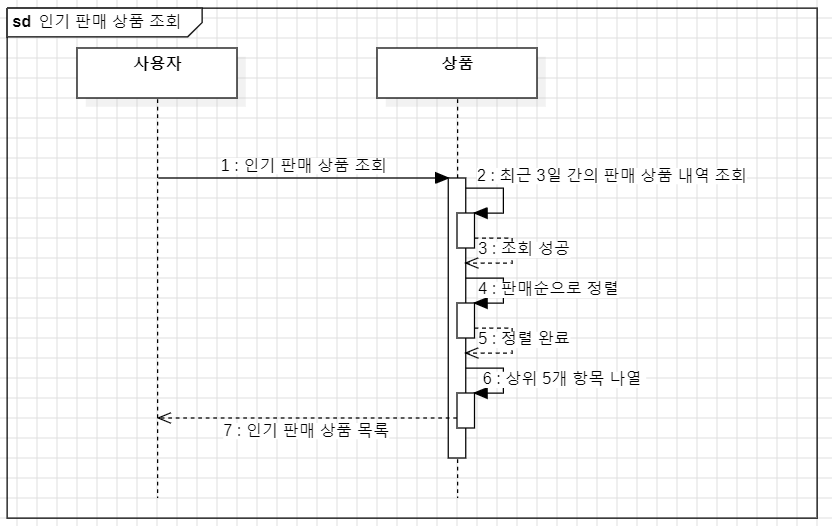 sd 인기 판매 상품 조회
사용자
상품
1 : 인기 판매 상품 조회
2 : 최근 3일 간의 판매 상품 내역 조회
3 : 조회 성공
4 : 판매순으로 정렬
5 : 정렬 완료
6 : 상위 5개 항목 나열
7 : 인기 판매 상품 목록